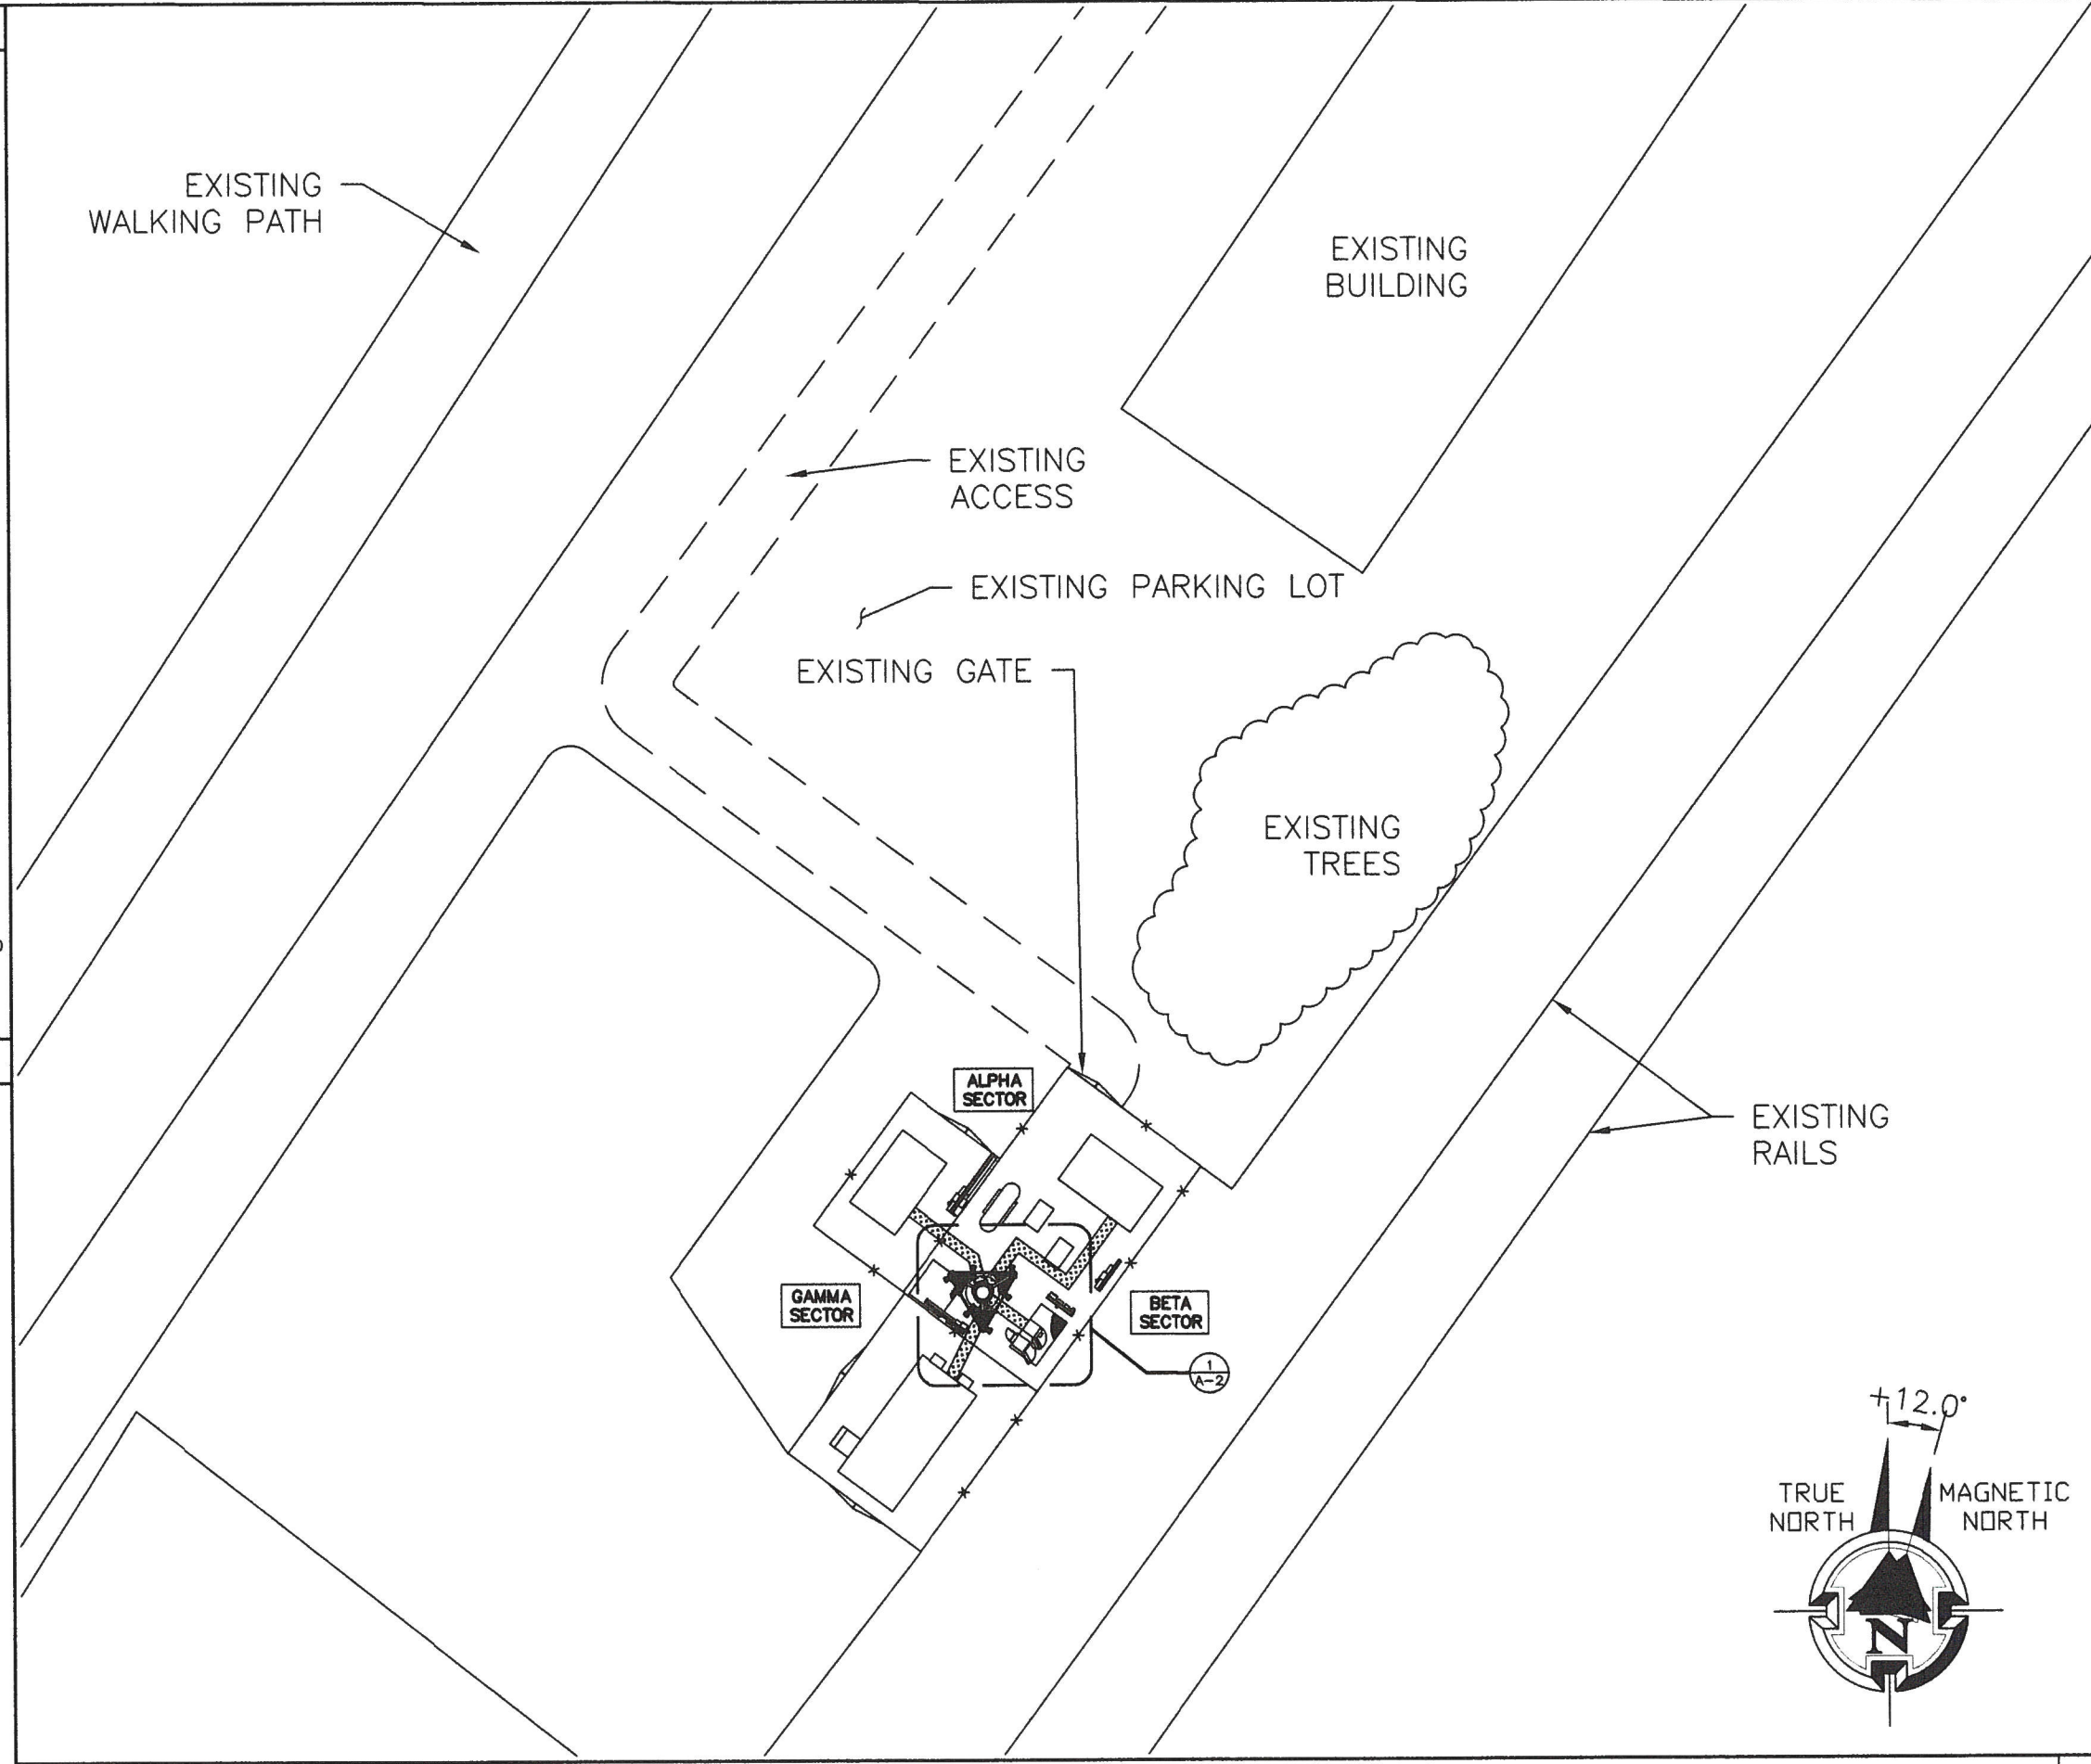 EXISTING
WALKING PATH
EXISTING
BUILDING
EXISTING
ACCESS
EXISTING PARKING LOT
EXISTING GATE
EXISTING
TREES
ALPHA
SECTOR
EXISTING
RAILS
GAMMA
SECTOR
BETA
SECTOR
1
A-2
+12.0°
TRUE
NORTH
MAGNETIC
NORTH
N